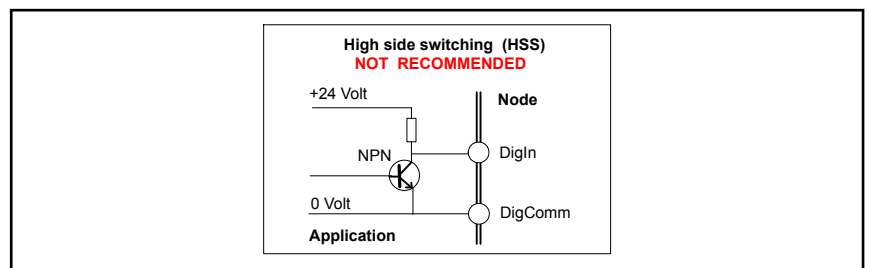 High side switching (HSS)
NOT RECOMMENDED
+24 Volt
Node
NPN
DigIn
0 Volt
DigComm
Application